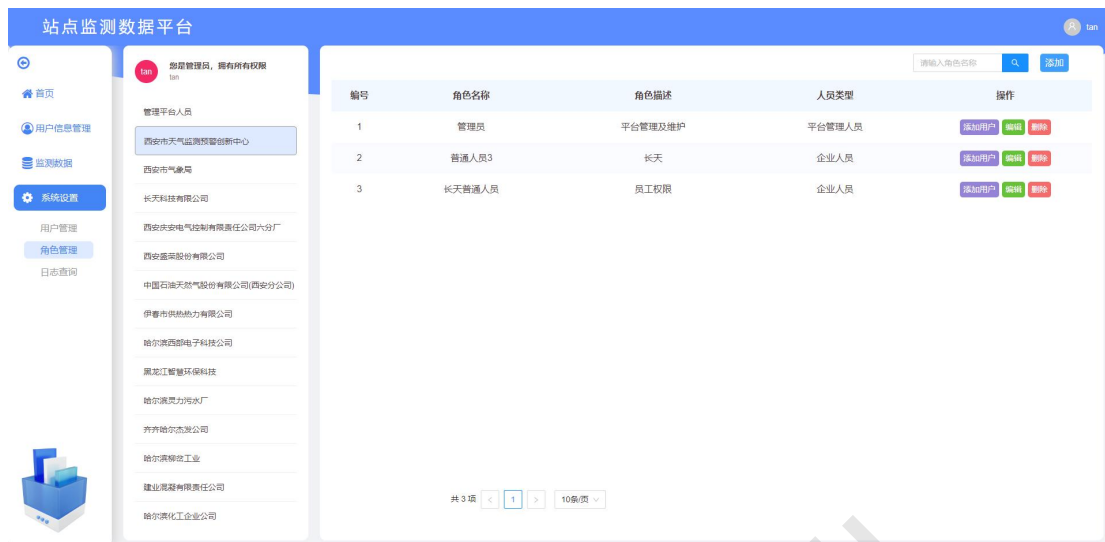 站点监测数据平台
tan
首页
用户信息管理
监测数据
系统设置
用户管理
角色管理
日志查询
tan
您是管理员，拥有所有权限
tan
管理平台人员
西安市天气监测预警创新中心
西安市气象局
长天科技有限公司
西安庆安电气控制有限责任公司六分厂
西安盛荣股份有限公司
中国石油天然气股份有限公司(西安分公司)
伊春市供热热力有限公司
哈尔滨西部电子科技公司
黑龙江智慧环保科技
哈尔滨灵力污水厂
齐齐哈尔杰发公司
哈尔滨柳岔工业
建业混凝有限责任公司
哈尔滨化工企业公司
请输入角色名称 添加
编号 角色名称 角色描述 人员类型 操作
1 管理员 平台管理及维护 平台管理人员 添加用户 编辑 删除
2 普通人员3 长天 企业人员 添加用户 编辑 删除
3 长天普通人员 员工权限 企业人员 添加用户 编辑 删除
共 3 项 < 1 > 10条/页